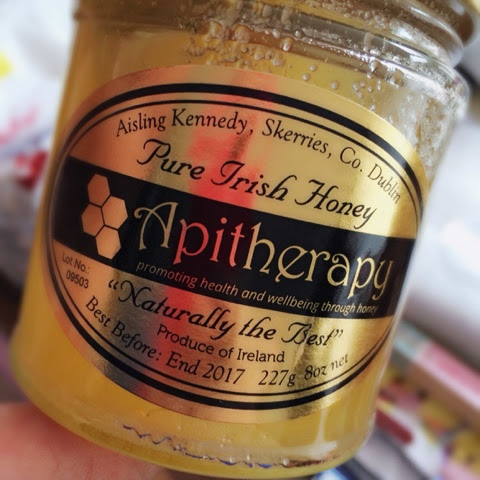 Aisling Kennedy, Skerries, Co. Dublin
Pure Irish Honey
Apitherapy
promoting health and wellbeing through honey
Lot No.:
09503
"Naturally the Best"
Produce of Ireland
Best Before: End 2017 227g 8oz net